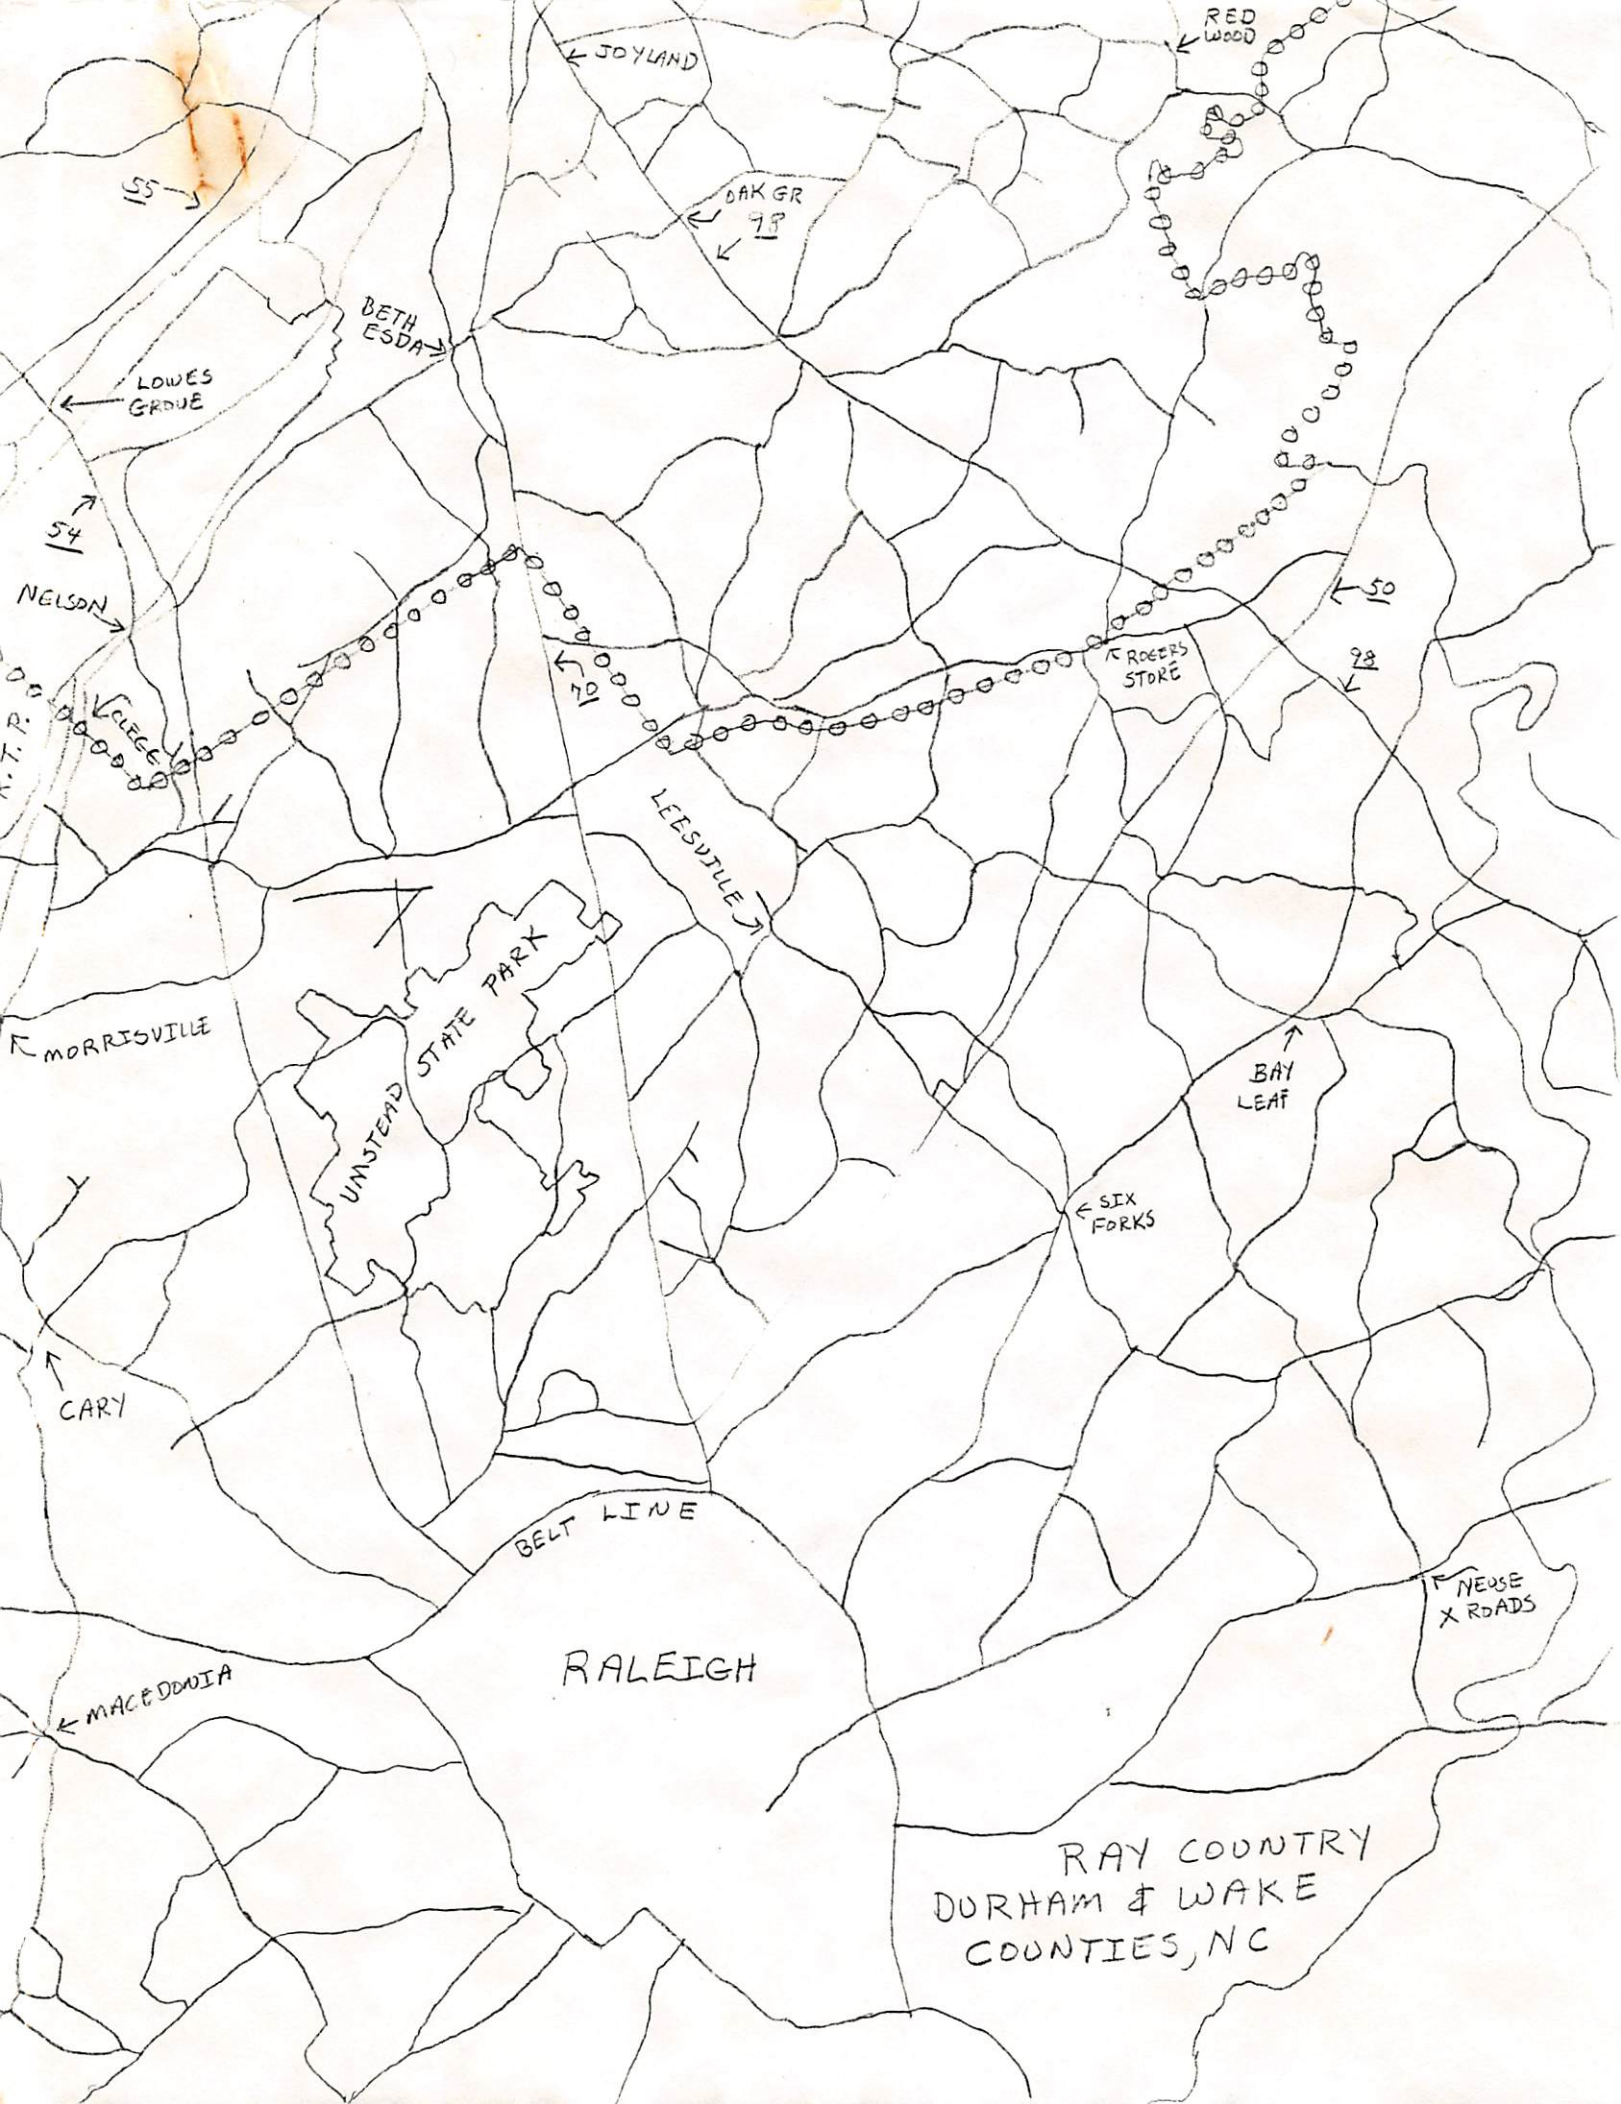 RED
WOOD
← JOYLAND
55
OAK GR
98
BETH
ESDA
LOWES
GROVE
54
NELSON
50
98
ROGERS
STORE
70
CLEGG
R.T.P.
LEESVILLE
UMSTEAD STATE PARK
MORRISVILLE
BAY
LEAF
SIX
FORKS
CARY
BELT LINE
NEUSE
X ROADS
RALEIGH
MACEDONIA
RAY COUNTRY
DURHAM & WAKE
COUNTIES, NC